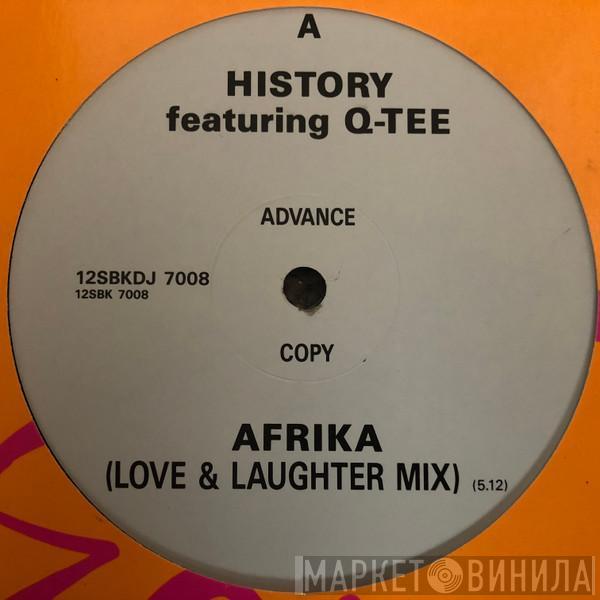 A
HISTORY
featuring Q-TEE
ADVANCE
12SBKDJ 7008
12SBK 7008
COPY
AFRIKA
(LOVE & LAUGHTER MIX) (5.12)
МАРКЕТ ВИНИЛА